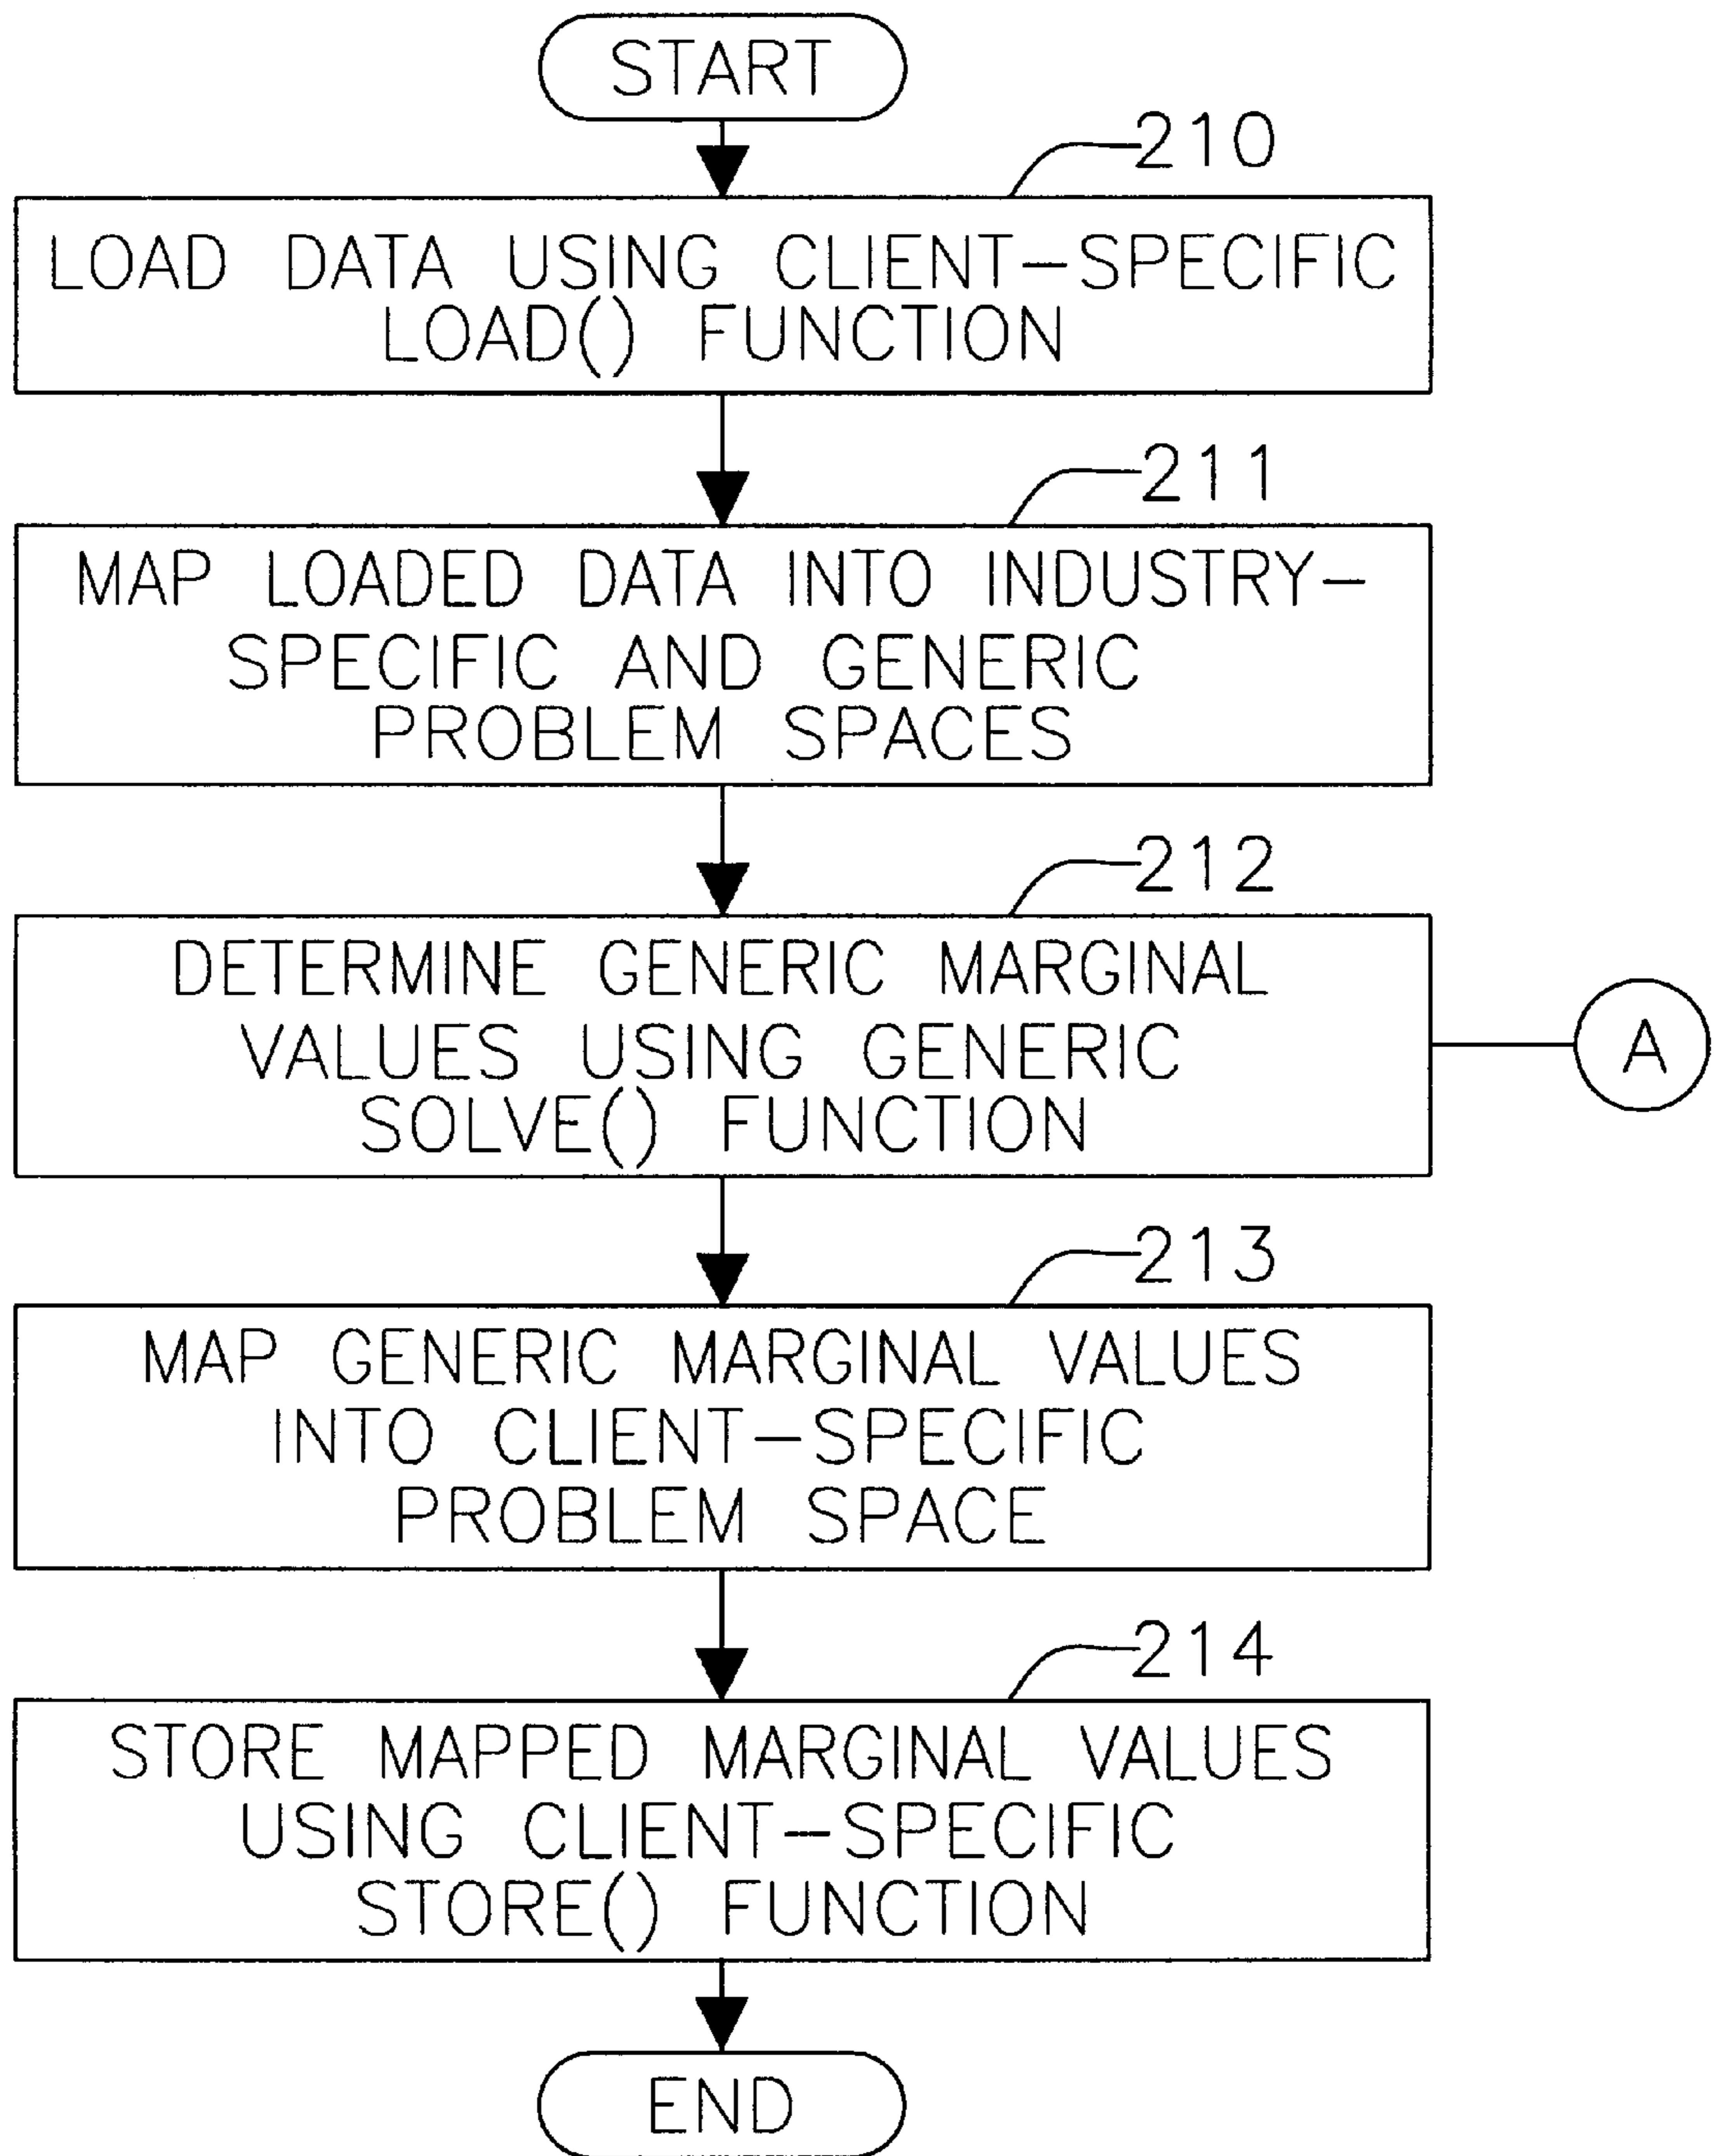 START
210
LOAD DATA USING CLIENT-SPECIFIC
LOAD() FUNCTION
211
MAP LOADED DATA INTO INDUSTRY-
SPECIFIC AND GENERIC
PROBLEM SPACES
212
DETERMINE GENERIC MARGINAL
VALUES USING GENERIC
SOLVE() FUNCTION
A
213
MAP GENERIC MARGINAL VALUES
INTO CLIENT-SPECIFIC
PROBLEM SPACE
214
STORE MAPPED MARGINAL VALUES
USING CLIENT-SPECIFIC
STORE() FUNCTION
END